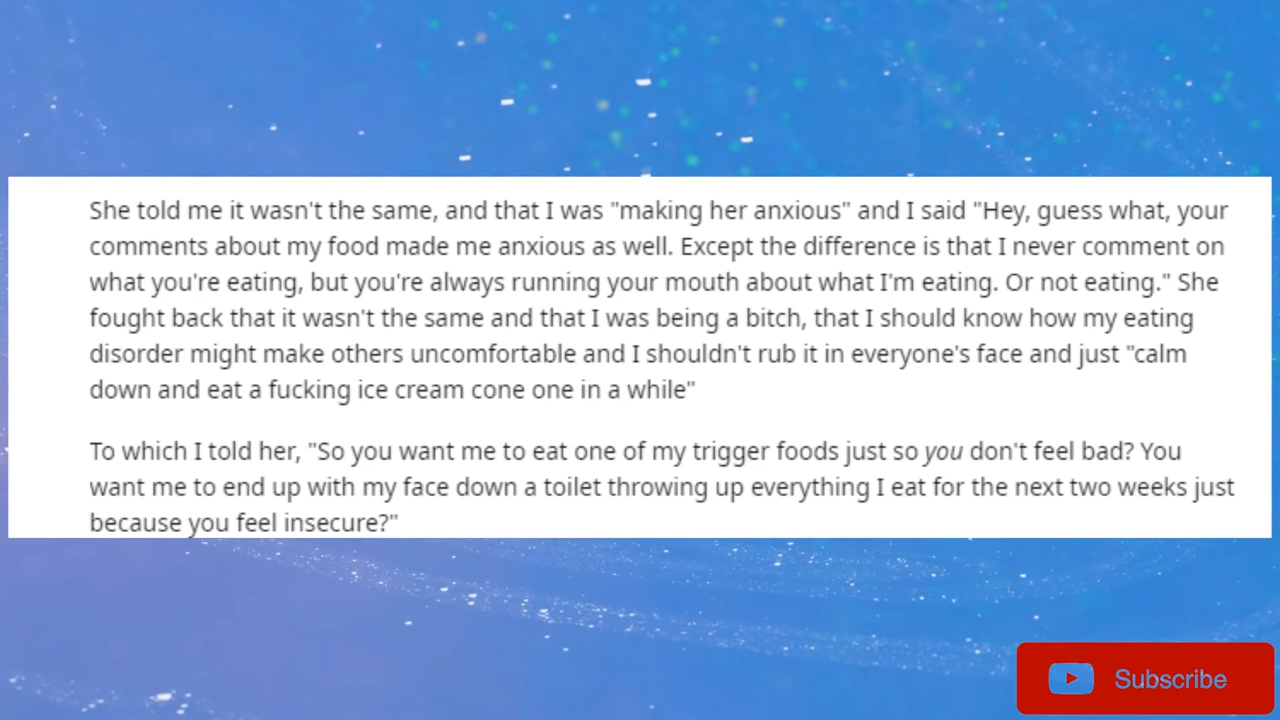 She told me it wasn't the same, and that I was "making her anxious" and I said "Hey, guess what, your
comments about my food made me anxious as well. Except the difference is that I never comment on
what you're eating, but you're always running your mouth about what I'm eating. Or not eating." She
fought back that it wasn't the same and that I was being a bitch, that I should know how my eating
disorder might make others uncomfortable and I shouldn't rub it in everyone's face and just "calm
down and eat a fucking ice cream cone one in a while"
To which I told her, "So you want me to eat one of my trigger foods just so you don't feel bad? You
want me to end up with my face down a toilet throwing up everything I eat for the next two weeks just
because you feel insecure?"
Subscribe